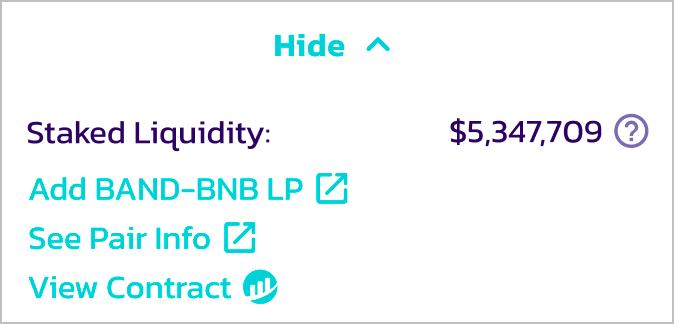 Hide
Staked Liquidity: $5,347,709 ?
Add BAND-BNB LP
See Pair Info
View Contract